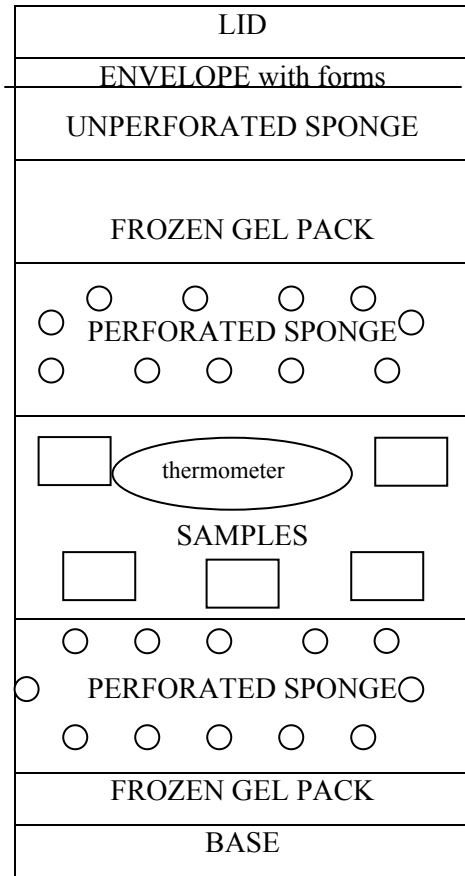 LID
ENVELOPE with forms
UNPERFORATED SPONGE
FROZEN GEL PACK
PERFORATED SPONGE
thermometer
SAMPLES
PERFORATED SPONGE
FROZEN GEL PACK
BASE